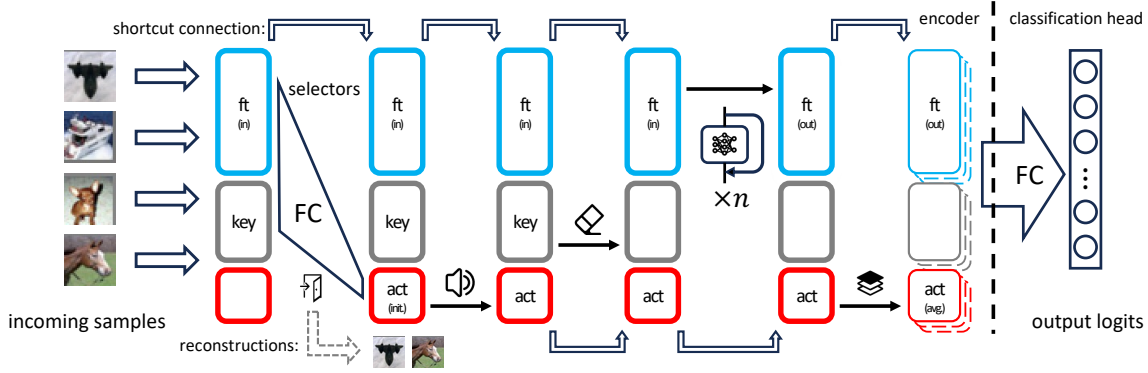 shortcut connection:
encoder
classification head
selectors
ft
(in)
ft
(in)
ft
(in)
ft
(in)
ft
(out)
ft
(out)
key
FC
key
key
×n
FC
act
(init.)
act
act
act
act
(avg.)
incoming samples
reconstructions:
output logits